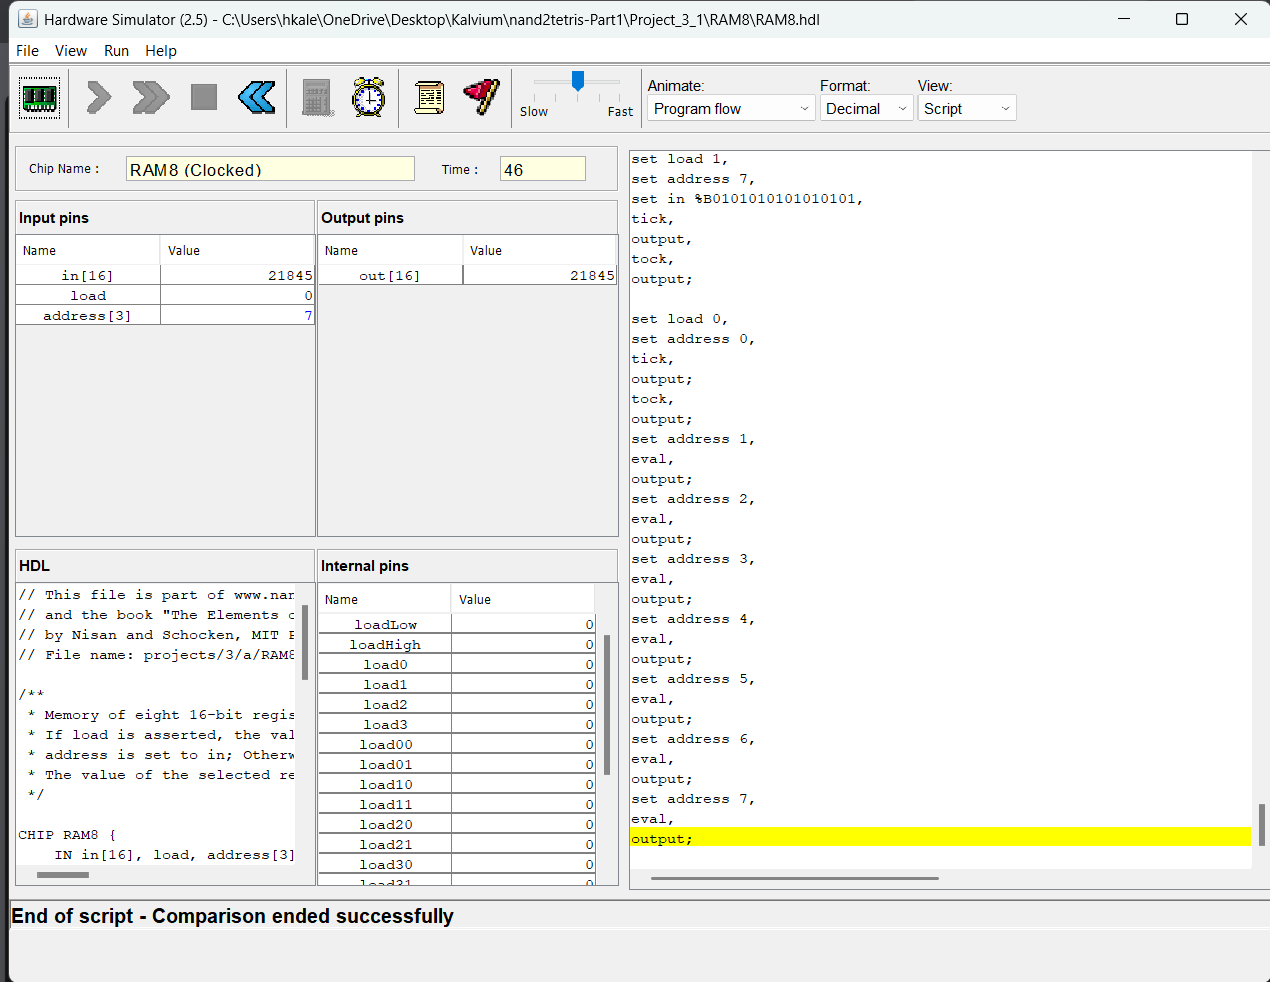 Hardware Simulator (2.5) - C:\Users\hkale\OneDrive\Desktop\Kalvium\nand2tetris-Part1\Project_3_1\RAM8\RAM8.hdl
File View Run Help
Slow Fast
Animate: Format: View:
Program flow Decimal Script
Chip Name : RAM8 (Clocked) Time : 46
Input pins
Name Value
in[16] 21845
load 0
address[3] 7
Output pins
Name Value
out[16] 21845
HDL
// This file is part of www.nan
// and the book "The Elements o
// by Nisan and Schocken, MIT P
// File name: projects/3/a/RAM8
/**
* Memory of eight 16-bit regis
* If load is asserted, the val
* address is set to in; Otherw
* The value of the selected re
*/
CHIP RAM8 {
IN in[16], load, address[3]
Internal pins
Name Value
loadLow 0
loadHigh 0
load0 0
load1 0
load2 0
load3 0
load00 0
load01 0
load10 0
load11 0
load20 0
load21 0
load30 0
load31 0
set load 1,
set address 7,
set in %B0101010101010101,
tick,
output,
tock,
output;
set load 0,
set address 0,
tick,
output;
tock,
output;
set address 1,
eval,
output;
set address 2,
eval,
output;
set address 3,
eval,
output;
set address 4,
eval,
output;
set address 5,
eval,
output;
set address 6,
eval,
output;
set address 7,
eval,
output;
End of script - Comparison ended successfully